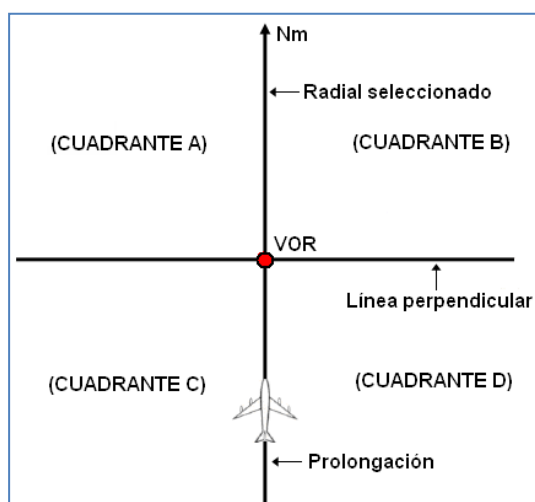 Nm
Radial seleccionado
(CUADRANTE A)
(CUADRANTE B)
VOR
Línea perpendicular
(CUADRANTE C)
(CUADRANTE D)
Prolongación